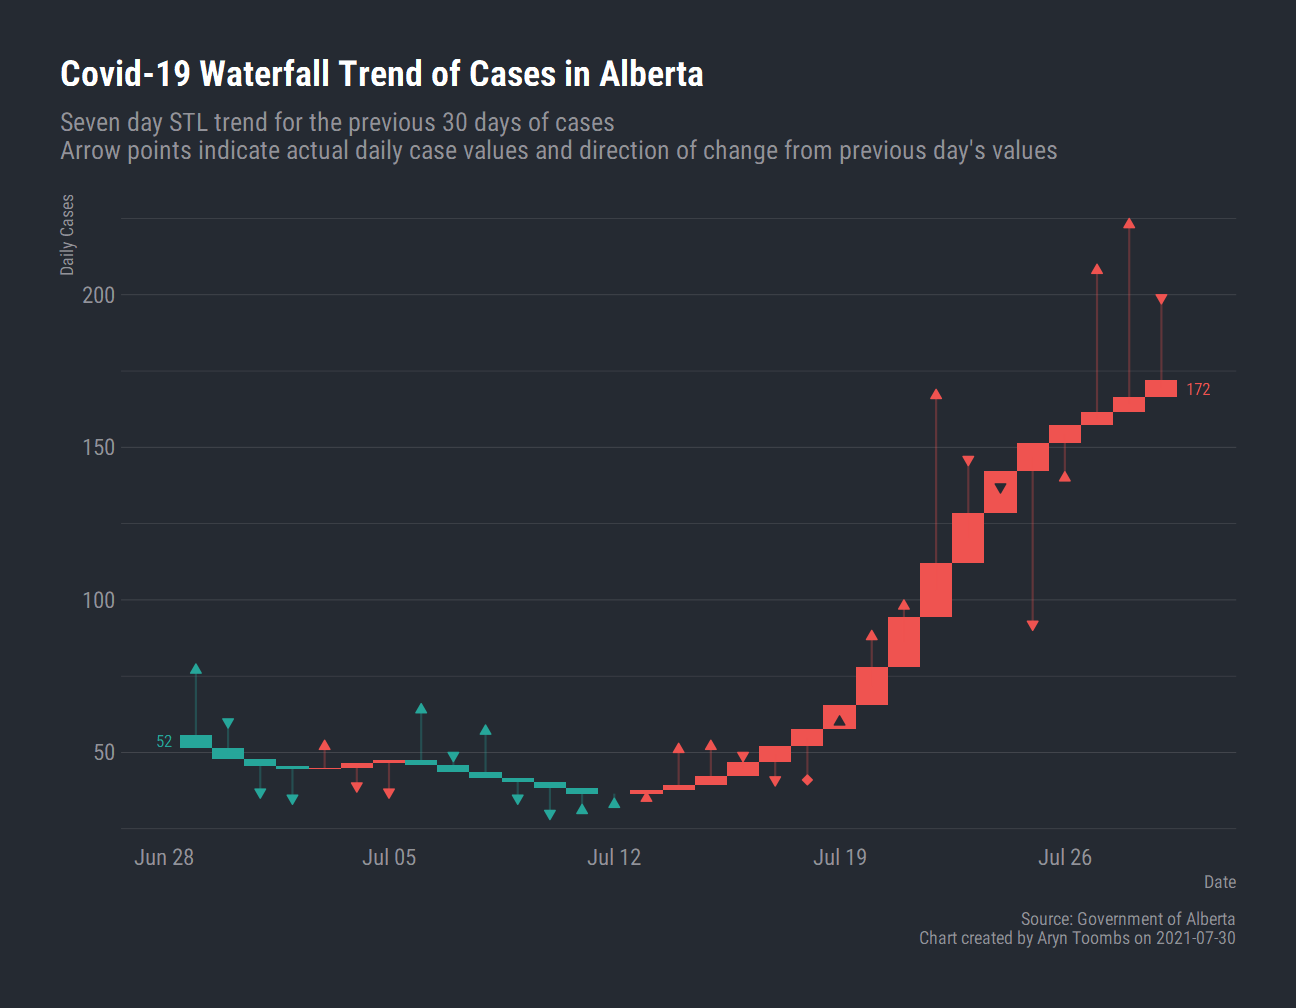 Covid-19 Waterfall Trend of Cases in Alberta
Seven day STL trend for the previous 30 days of cases
Arrow points indicate actual daily case values and direction of change from previous day's values
Daily Cases
200
150
100
50
52
172
Jun 28
Jul 05
Jul 12
Jul 19
Jul 26
Date
Source: Government of Alberta
Chart created by Aryn Toombs on 2021-07-30